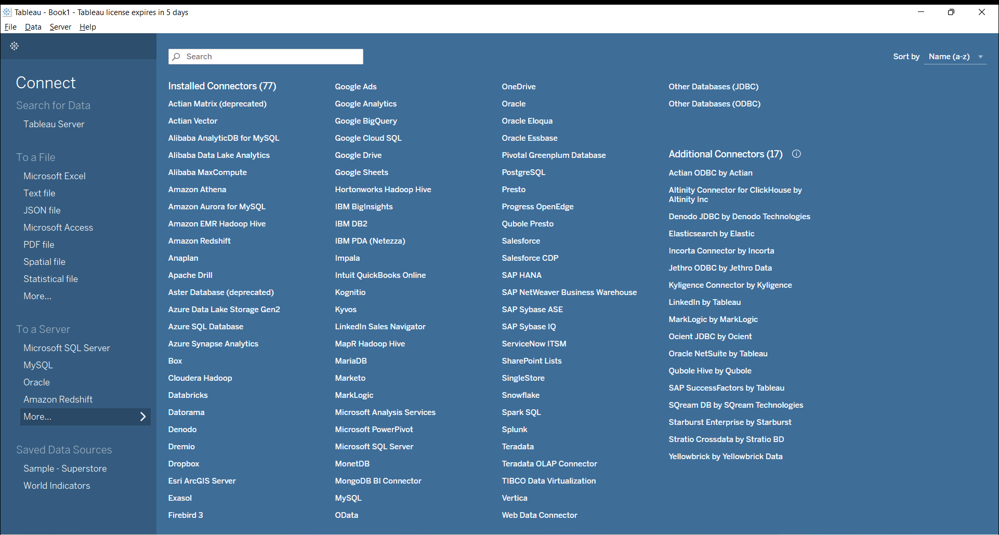 Tableau - Book1 - Tableau license expires in 5 days
File Data Server Help
Connect
Search for Data
Tableau Server
To a File
Microsoft Excel
Text file
JSON file
Microsoft Access
PDF file
Spatial file
Statistical file
More...
To a Server
Microsoft SQL Server
MySQL
Oracle
Amazon Redshift
More...
Saved Data Sources
Sample - Superstore
World Indicators
Search
Sort by Name (a-z)
Installed Connectors (77)
Actian Matrix (deprecated)
Actian Vector
Alibaba AnalyticDB for MySQL
Alibaba Data Lake Analytics
Alibaba MaxCompute
Amazon Athena
Amazon Aurora for MySQL
Amazon EMR Hadoop Hive
Amazon Redshift
Anaplan
Apache Drill
Aster Database (deprecated)
Azure Data Lake Storage Gen2
Azure SQL Database
Azure Synapse Analytics
Box
Cloudera Hadoop
Databricks
Datorama
Denodo
Dremio
Dropbox
Esri ArcGIS Server
Exasol
Firebird 3
Google Ads
Google Analytics
Google BigQuery
Google Cloud SQL
Google Drive
Google Sheets
Hortonworks Hadoop Hive
IBM BigInsights
IBM DB2
IBM PDA (Netezza)
Impala
Intuit QuickBooks Online
Kognitio
Kyvos
LinkedIn Sales Navigator
MapR Hadoop Hive
MariaDB
Marketo
MarkLogic
Microsoft Analysis Services
Microsoft PowerPivot
Microsoft SQL Server
MonetDB
MongoDB BI Connector
MySQL
OData
OneDrive
Oracle
Oracle Eloqua
Oracle Essbase
Pivotal Greenplum Database
PostgreSQL
Presto
Progress OpenEdge
Qubole Presto
Salesforce
Salesforce CDP
SAP HANA
SAP NetWeaver Business Warehouse
SAP Sybase ASE
SAP Sybase IQ
ServiceNow ITSM
SharePoint Lists
SingleStore
Snowflake
Spark SQL
Splunk
Teradata
Teradata OLAP Connector
TIBCO Data Virtualization
Vertica
Web Data Connector
Other Databases (JDBC)
Other Databases (ODBC)
Additional Connectors (17)
Actian ODBC by Actian
Altinity Connector for ClickHouse by
Altinity Inc
Denodo JDBC by Denodo Technologies
Elasticsearch by Elastic
Incorta Connector by Incorta
Jethro ODBC by Jethro Data
Kyligence Connector by Kyligence
LinkedIn by Tableau
MarkLogic by MarkLogic
Ocient JDBC by Ocient
Oracle NetSuite by Tableau
Qubole Hive by Qubole
SAP SuccessFactors by Tableau
SQream DB by SQream Technologies
Starburst Enterprise by Starburst
Stratio Crossdata by Stratio BD
Yellowbrick by Yellowbrick Data